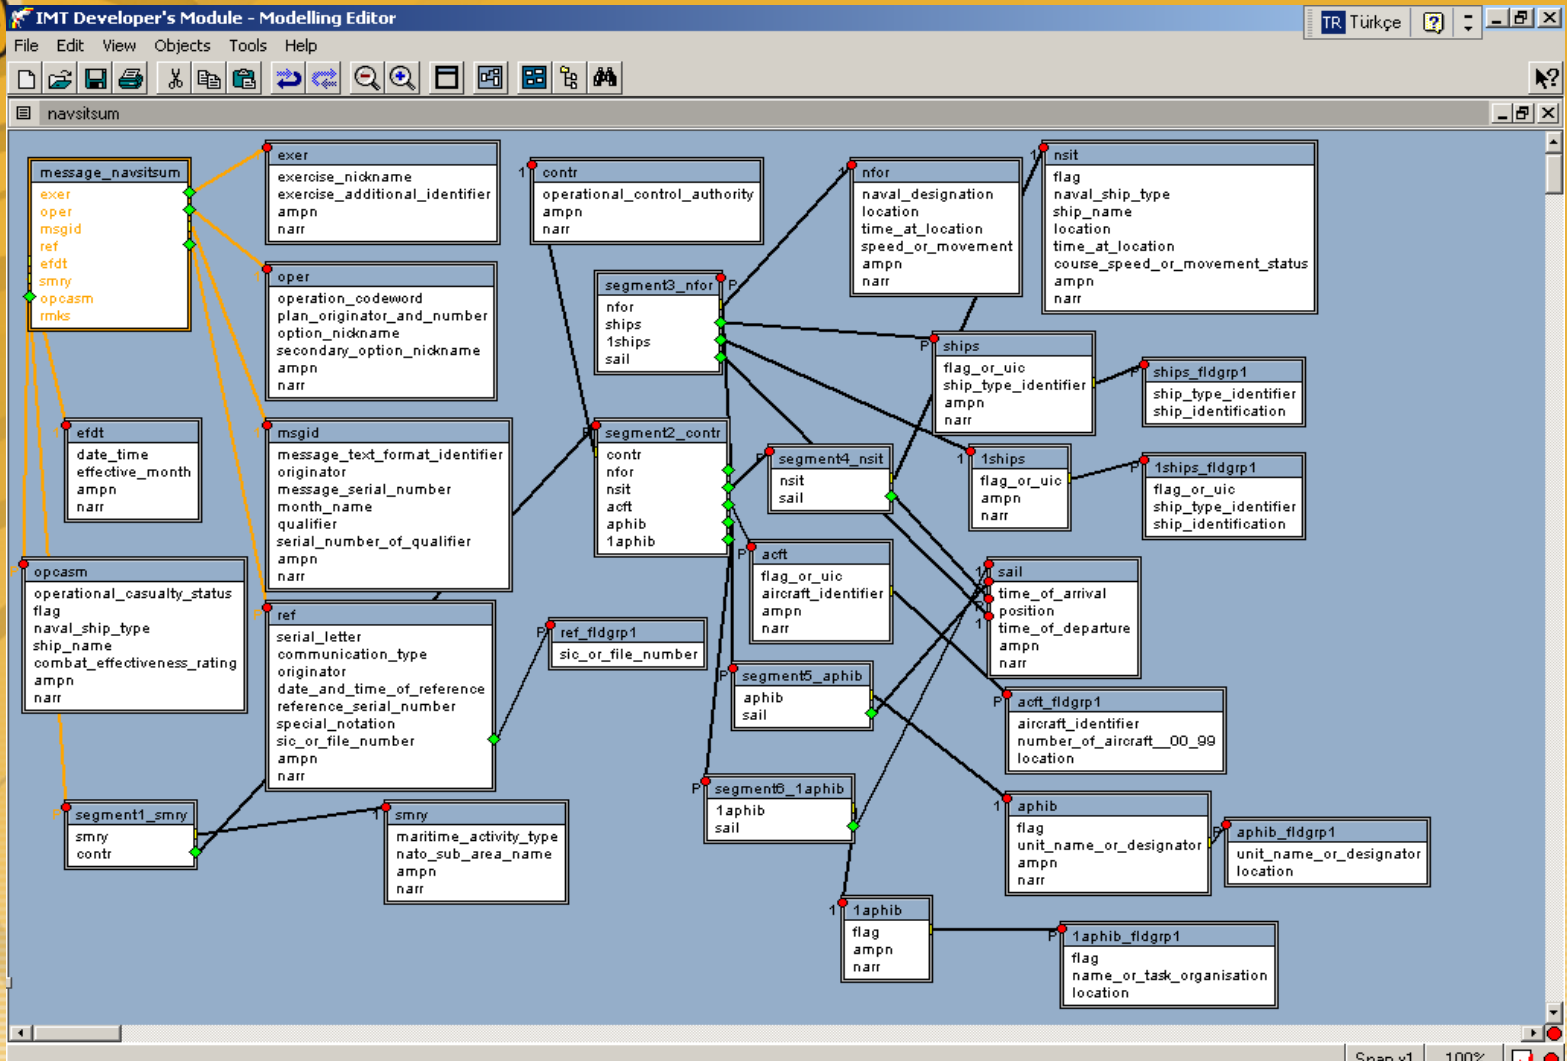 IMT Developer's Module - Modelling Editor
TR Türkçe
File Edit View Objects Tools Help
navsitsum
message_navsitsum
exer
oper
msgid
ref
efdt
smry
opcasm
rmks
exer
exercise_nickname
exercise_additional_identifier
ampn
narr
oper
operation_codeword
plan_originator_and_number
option_nickname
secondary_option_nickname
ampn
narr
efdt
date_time
effective_month
ampn
narr
msgid
message_text_format_identifier
originator
message_serial_number
month_name
qualifier
serial_number_of_qualifier
ampn
narr
opcasm
operational_casualty_status
flag
naval_ship_type
ship_name
combat_effectiveness_rating
ampn
narr
ref
serial_letter
communication_type
originator
date_and_time_of_reference
reference_serial_number
special_notation
sic_or_file_number
ampn
narr
ref_fldgrp1
sic_or_file_number
segment1_smry
smry
contr
smry
maritime_activity_type
nato_sub_area_name
ampn
narr
contr
operational_control_authority
ampn
narr
segment3_nfor
nfor
ships
1ships
sail
segment2_contr
contr
nfor
nsit
acft
aphib
1aphib
nfor
naval_designation
location
time_at_location
speed_or_movement
ampn
narr
nsit
flag
naval_ship_type
ship_name
location
time_at_location
course_speed_or_movement_status
ampn
narr
ships
flag_or_uic
ship_type_identifier
ampn
narr
ships_fldgrp1
ship_type_identifier
ship_identification
segment4_nsit
nsit
sail
1ships
flag_or_uic
ampn
narr
1ships_fldgrp1
flag_or_uic
ship_type_identifier
ship_identification
acft
flag_or_uic
aircraft_identifier
ampn
narr
sail
time_of_arrival
position
time_of_departure
ampn
narr
segment5_aphib
aphib
sail
acft_fldgrp1
aircraft_identifier
number_of_aircraft__00_99
location
segment6_1aphib
1aphib
sail
aphib
flag
unit_name_or_designator
ampn
narr
aphib_fldgrp1
unit_name_or_designator
location
1aphib
flag
ampn
narr
1aphib_fldgrp1
flag
name_or_task_organisation
location
Snap x1 100%